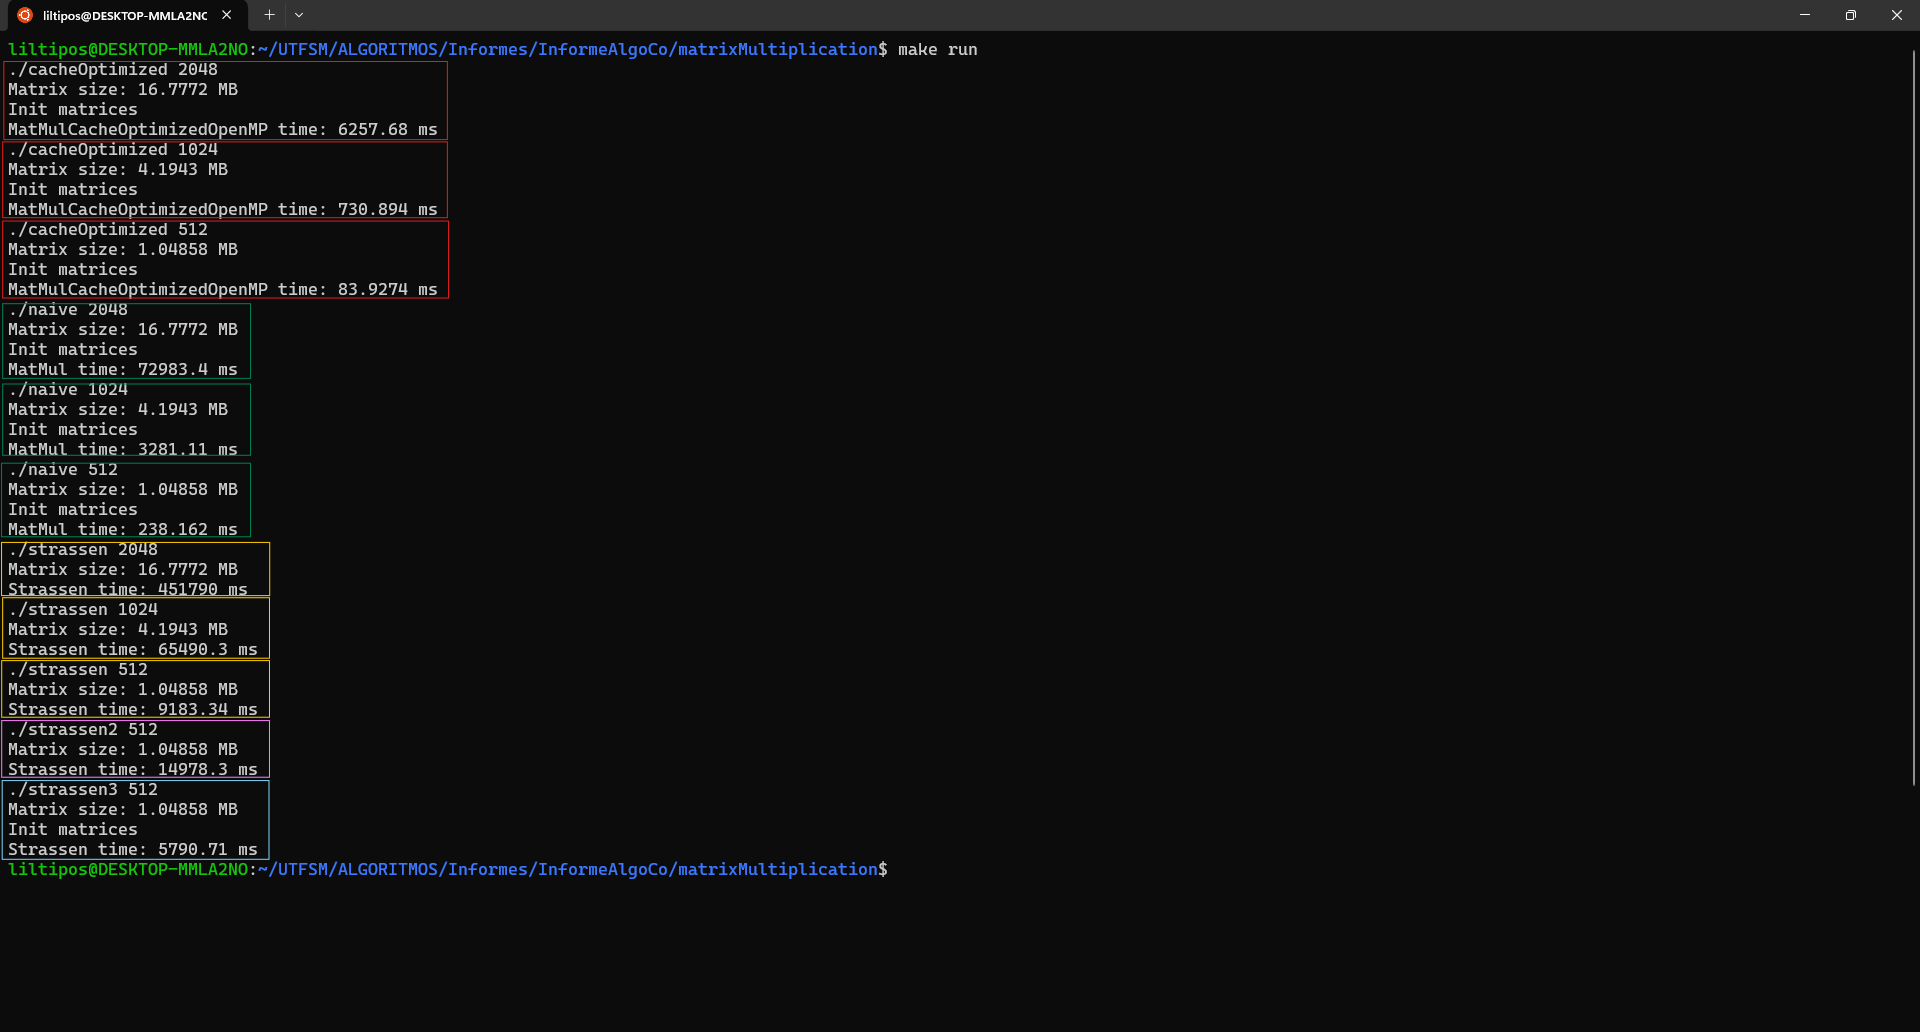 liltipos@DESKTOP-MMLA2NO
liltipos@DESKTOP-MMLA2NO:~/UTFSM/ALGORITMOS/Informes/InformeAlgoCo/matrixMultiplication$ make run
./cacheOptimized 2048
Matrix size: 16.7772 MB
Init matrices
MatMulCacheOptimizedOpenMP time: 6257.68 ms
./cacheOptimized 1024
Matrix size: 4.1943 MB
Init matrices
MatMulCacheOptimizedOpenMP time: 730.894 ms
./cacheOptimized 512
Matrix size: 1.04858 MB
Init matrices
MatMulCacheOptimizedOpenMP time: 83.9274 ms
./naive 2048
Matrix size: 16.7772 MB
Init matrices
MatMul time: 72983.4 ms
./naive 1024
Matrix size: 4.1943 MB
Init matrices
MatMul time: 3281.11 ms
./naive 512
Matrix size: 1.04858 MB
Init matrices
MatMul time: 238.162 ms
./strassen 2048
Matrix size: 16.7772 MB
Strassen time: 451790 ms
./strassen 1024
Matrix size: 4.1943 MB
Strassen time: 65490.3 ms
./strassen 512
Matrix size: 1.04858 MB
Strassen time: 9183.34 ms
./strassen2 512
Matrix size: 1.04858 MB
Strassen time: 14978.3 ms
./strassen3 512
Matrix size: 1.04858 MB
Init matrices
Strassen time: 5790.71 ms
liltipos@DESKTOP-MMLA2NO:~/UTFSM/ALGORITMOS/Informes/InformeAlgoCo/matrixMultiplication$